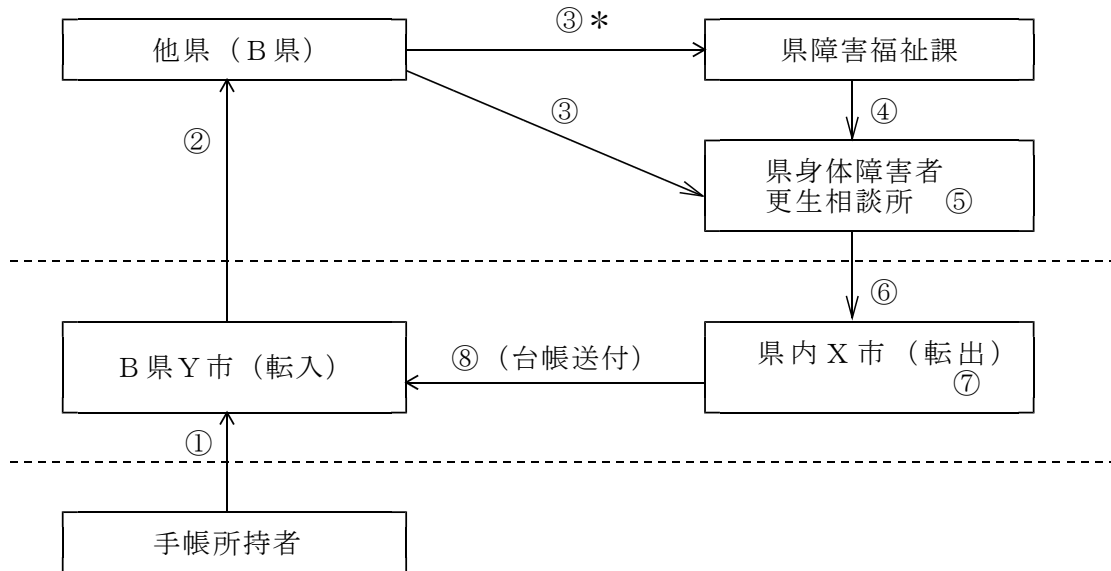 ③＊
他県（Ｂ県）
県障害福祉課
②
③
④
県身体障害者
更生相談所　⑤
⑥
Ｂ県Ｙ市（転入）
⑧（台帳送付）
県内Ｘ市（転出）
⑦
①
手帳所持者